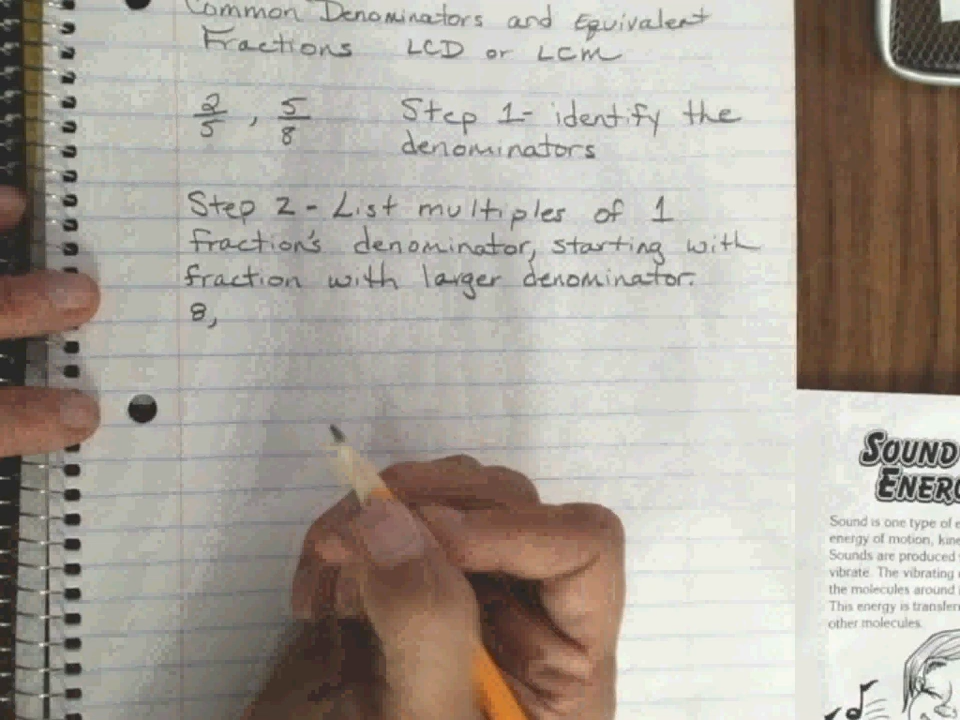 Common Denominators and Equivalent
Fractions LCD or LCM
2/5 , 5/8 Step 1- identify the
denominators
Step 2 - List multiples of 1
fraction's denominator, starting with
fraction with larger denominator.
8,
SOUND
ENERG
Sound is one type of e
energy of motion, kine
Sounds are produced
vibrate. The vibrating
the molecules around
This energy is transfer
other molecules.